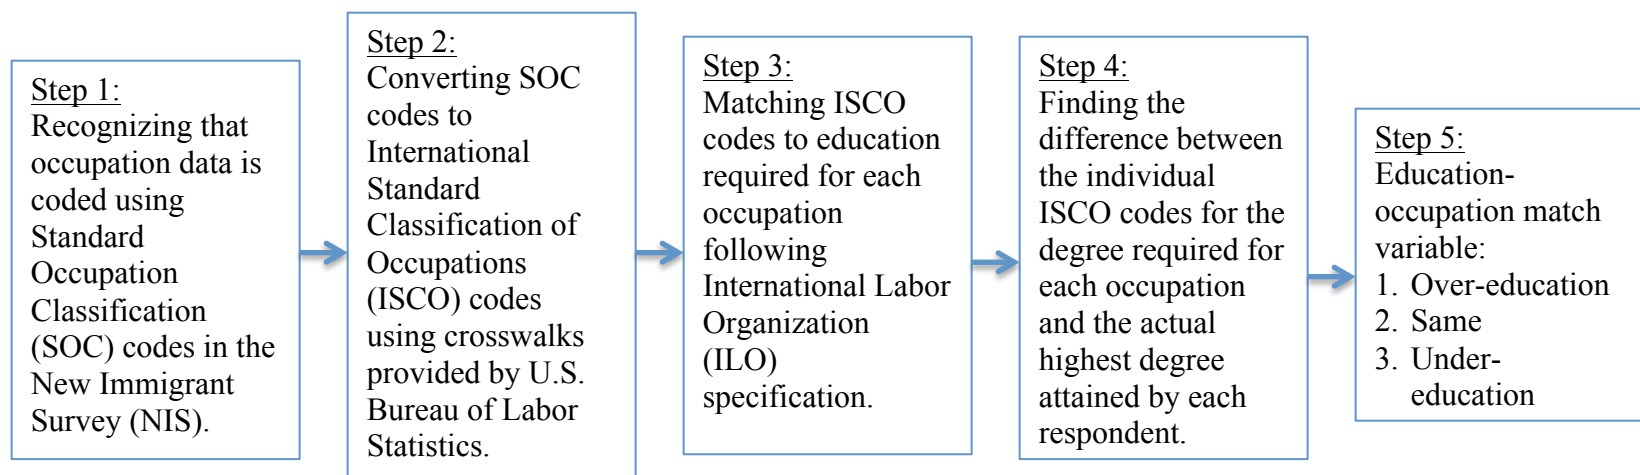 Step 1:
Recognizing that
occupation data is
coded using
Standard
Occupation
Classification
(SOC) codes in the
New Immigrant
Survey (NIS).
Step 2:
Converting SOC
codes to
International
Standard
Classification of
Occupations
(ISCO) codes
using crosswalks
provided by U.S.
Bureau of Labor
Statistics.
Step 3:
Matching ISCO
codes to education
required for each
occupation
following
International Labor
Organization
(ILO)
specification.
Step 4:
Finding the
difference between
the individual
ISCO codes for the
degree required for
each occupation
and the actual
highest degree
attained by each
respondent.
Step 5:
Education-
occupation match
variable:
1. Over-education
2. Same
3. Under-
education